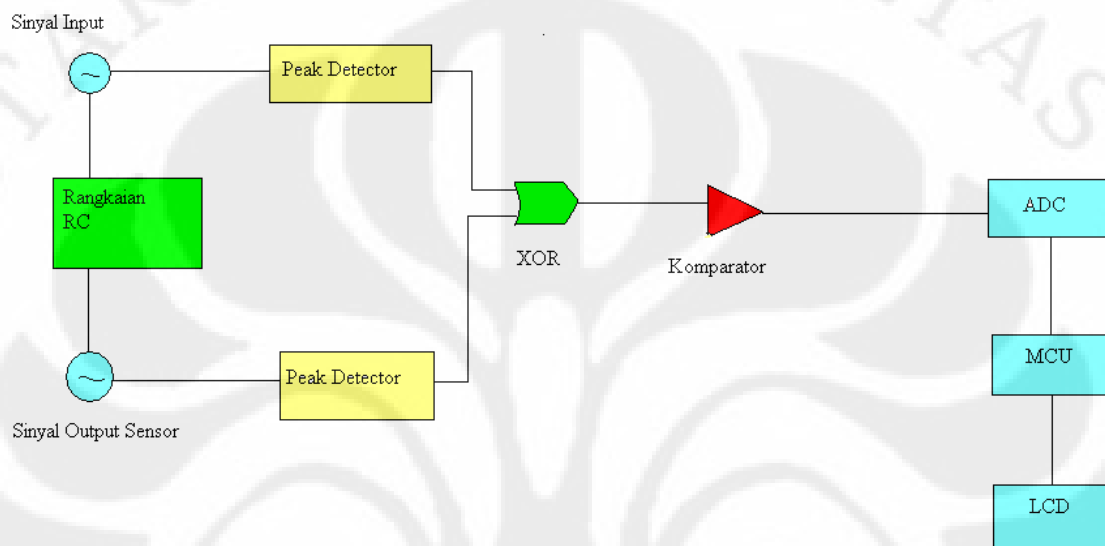 Sinyal Input
Peak Detector
Rangkaian
RC
XOR
Komparator
ADC
MCU
Peak Detector
Sinyal Output Sensor
LCD